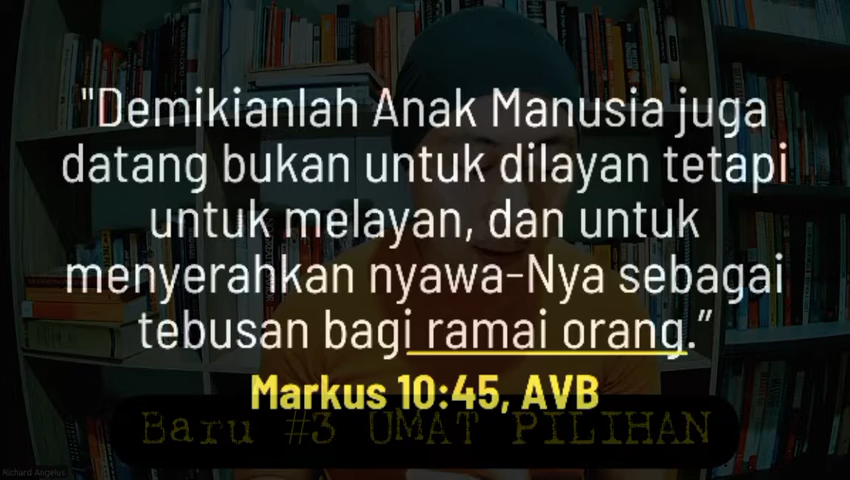 "Demikianlah Anak Manusia juga
datang bukan untuk dilayan tetapi
untuk melayan, dan untuk
menyerahkan nyawa-Nya sebagai
tebusan bagi ramai orang.”
Markus 10:45, AVB
Baru #3 UMAT PILIHAN
Richard Angelus